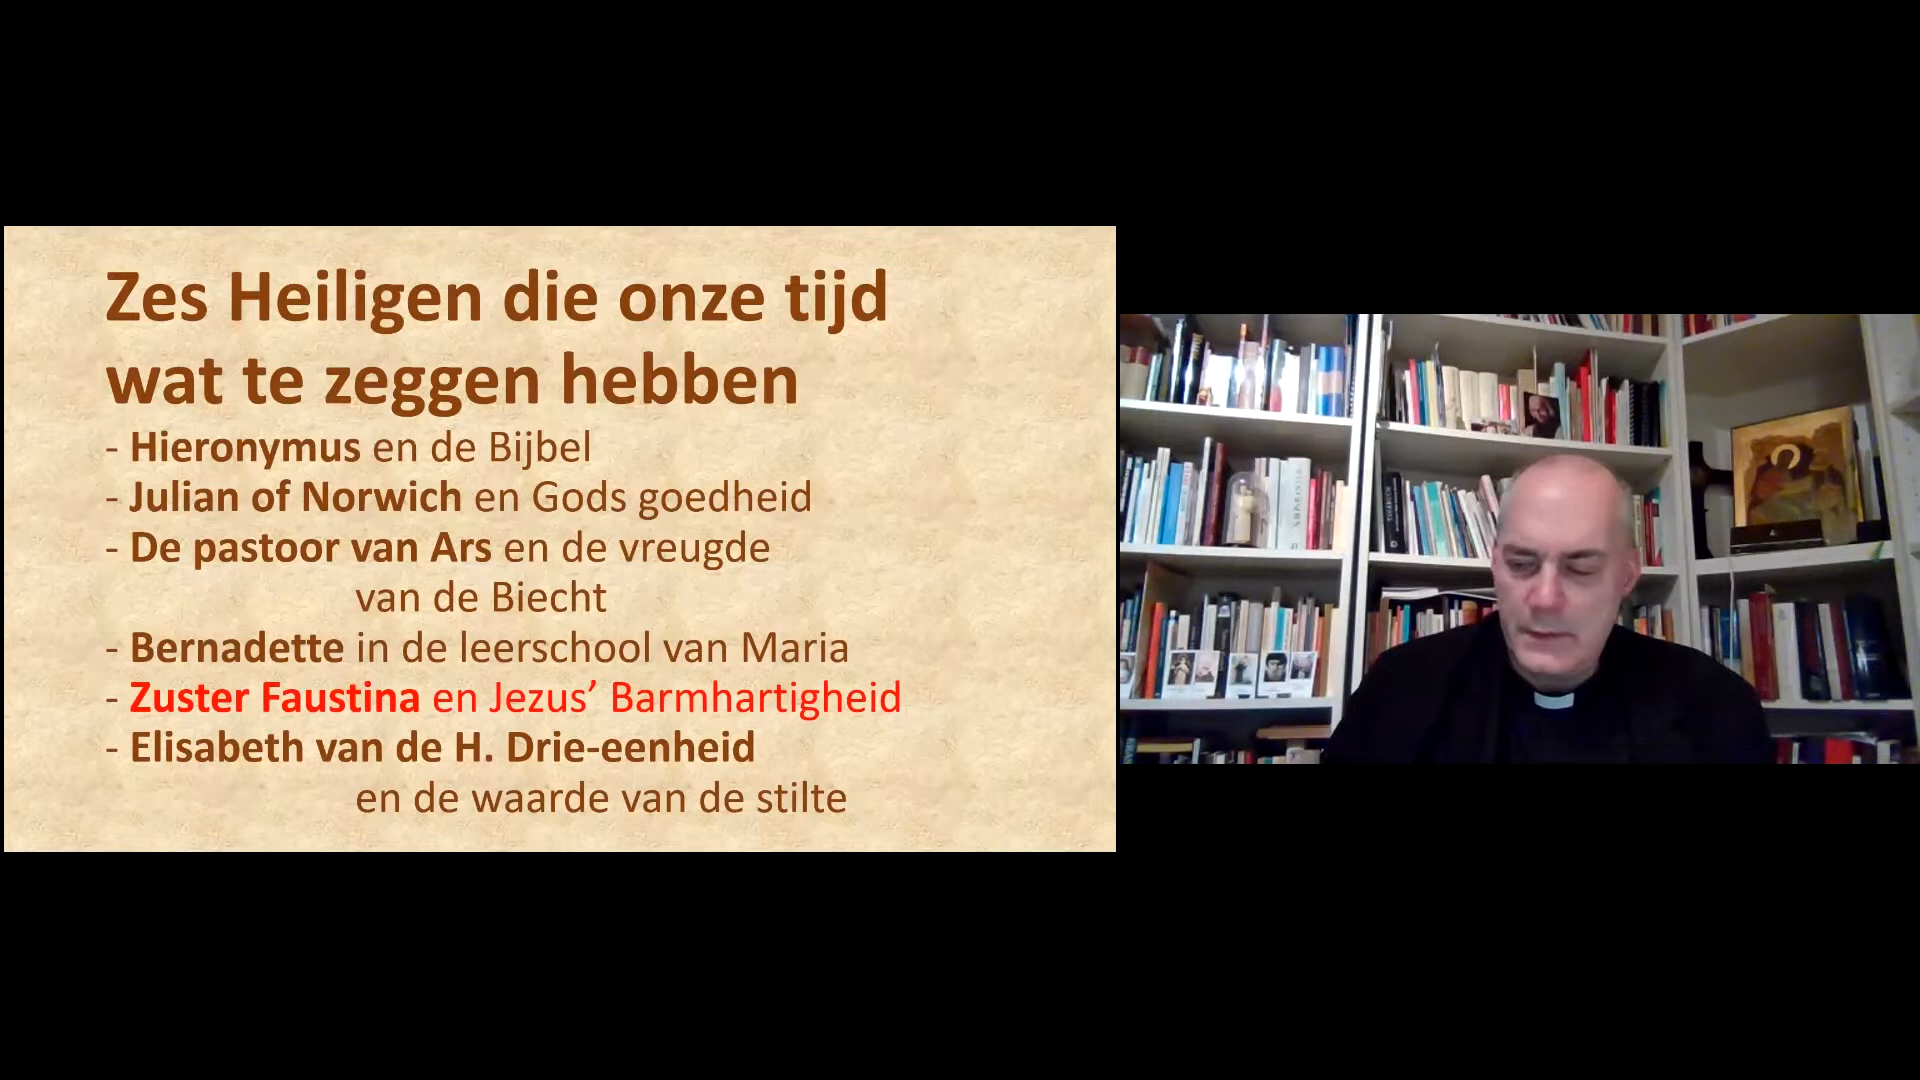 Zes Heiligen die onze tijd
wat te zeggen hebben
- Hieronymus en de Bijbel
- Julian of Norwich en Gods goedheid
- De pastoor van Ars en de vreugde
van de Biecht
- Bernadette in de leerschool van Maria
- Zuster Faustina en Jezus’ Barmhartigheid
- Elisabeth van de H. Drie-eenheid
en de waarde van de stilte